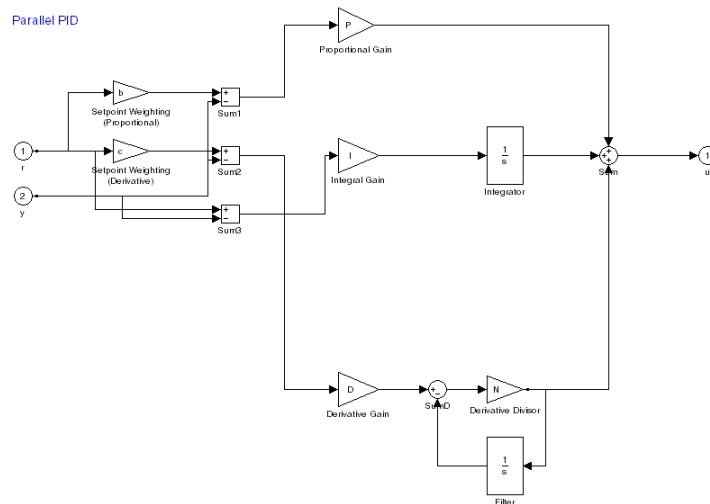 Parallel PID
P
Proportional Gain
b
Setpoint Weighting
(Proportional)
+
−
Sum1
1
r
c
Setpoint Weighting
(Derivative)
+
−
Sum2
I
Integral Gain
1
s
Integrator
+
+
+
Sum
1
u
2
y
+
−
Sum3
D
Derivative Gain
+
−
SumD
N
Derivative Divisor
1
s
Filter